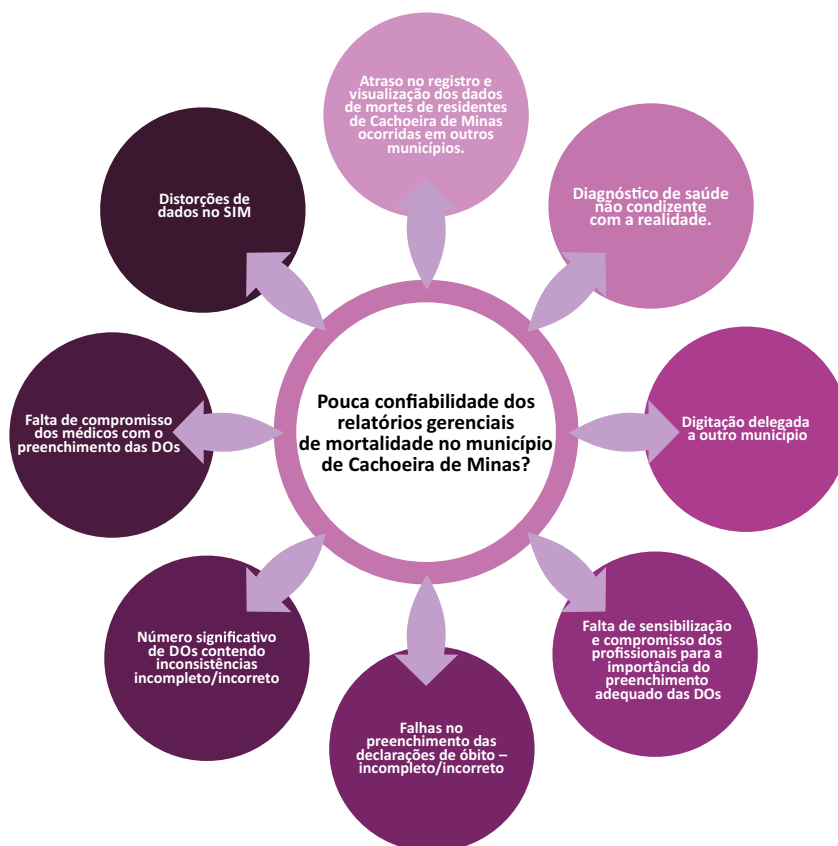 Atraso no registro e
visualização dos dados
de mortes de residentes
de Cachoeira de Minas
ocorridas em outros
municípios.
Diagnóstico de saúde
não condizente
com a realidade.
Digitação delegada
a outro município
Falta de sensibilização
e compromisso dos
profissionais para a
importância do
preenchimento
adequado das DOs
Falhas no
preenchimento das
declarações de óbito –
incompleto/incorreto
Número significativo
de DOs contendo
inconsistências
incompleto/incorreto
Falta de compromisso
dos médicos com o
preenchimento das DOs
Distorções de
dados no SIM
Pouca confiabilidade dos
relatórios gerenciais
de mortalidade no município
de Cachoeira de Minas?